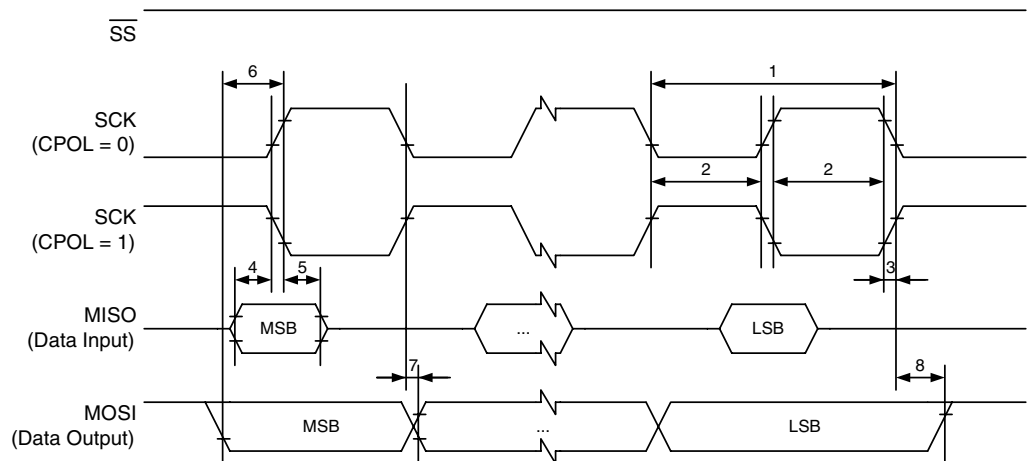 SS
6
1
SCK
(CPOL = 0)
2
2
SCK
(CPOL = 1)
4
5
3
MISO
(Data Input)
MSB
...
LSB
7
8
MOSI
(Data Output)
MSB
...
LSB